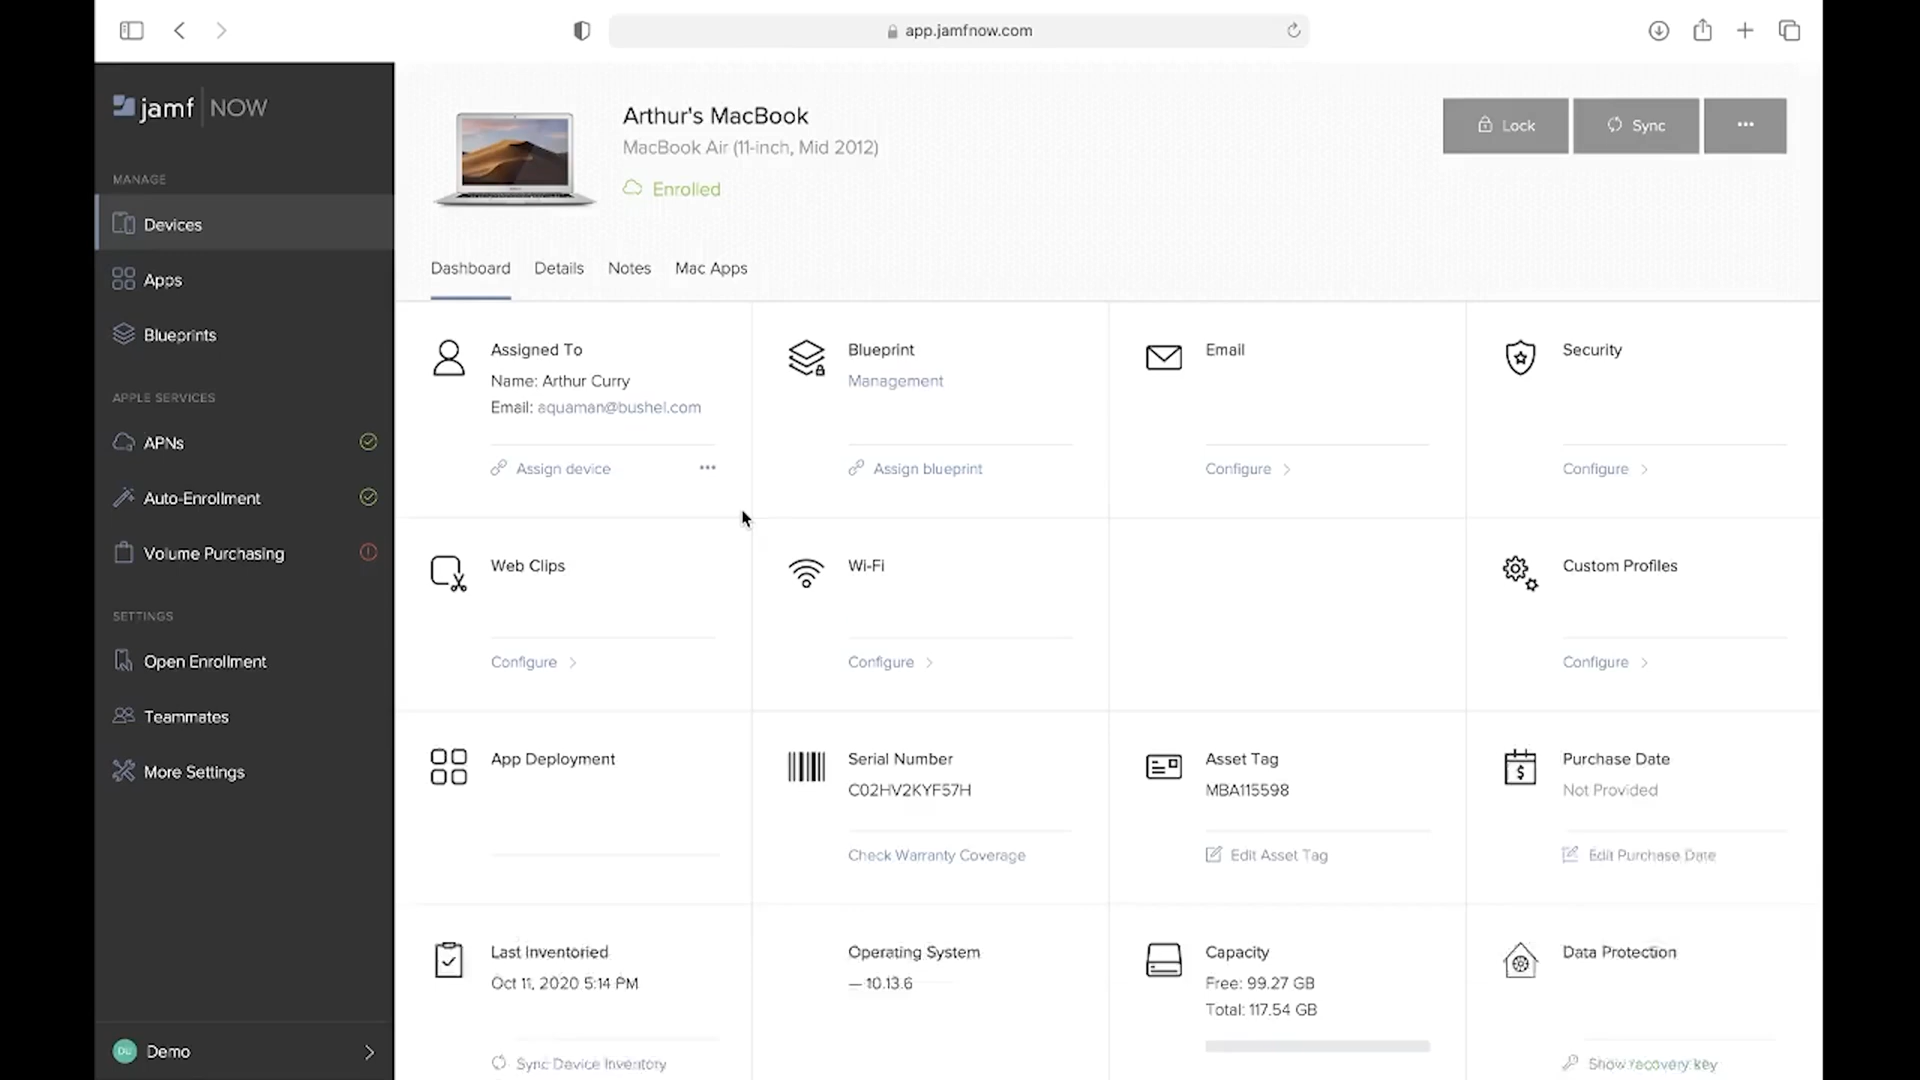 app.jamfnow.com
jamf NOW
MANAGE
Devices
Apps
Blueprints
APPLE SERVICES
APNs
Auto-Enrollment
Volume Purchasing
SETTINGS
Open Enrollment
Teammates
More Settings
DU Demo
Arthur's MacBook
MacBook Air (11-inch, Mid 2012)
Enrolled
Lock
Sync
Dashboard
Details
Notes
Mac Apps
Assigned To
Name: Arthur Curry
Email: aquaman@bushel.com
Assign device
Blueprint
Management
Assign blueprint
Email
Configure
Security
Configure
Web Clips
Configure
Wi-Fi
Configure
Custom Profiles
Configure
App Deployment
Serial Number
C02HV2KYF57H
Check Warranty Coverage
Asset Tag
MBA115598
Edit Asset Tag
Purchase Date
Not Provided
Edit Purchase Date
Last Inventoried
Oct 11, 2020 5:14 PM
Sync Device Inventory
Operating System
— 10.13.6
Capacity
Free: 99.27 GB
Total: 117.54 GB
Data Protection
Show recovery key